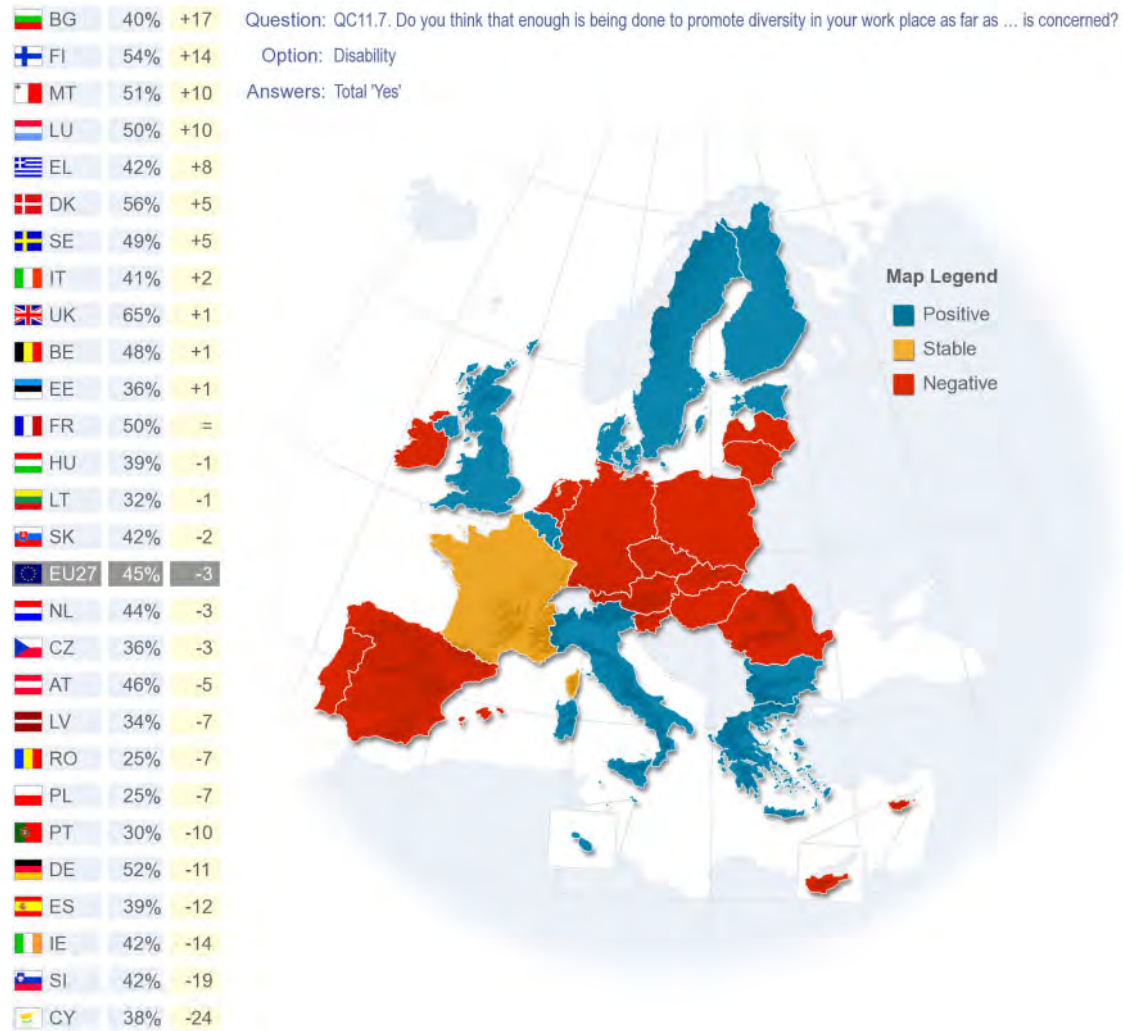 BG 40% +17
FI 54% +14
MT 51% +10
LU 50% +10
EL 42% +8
DK 56% +5
SE 49% +5
IT 41% +2
UK 65% +1
BE 48% +1
EE 36% +1
FR 50% =
HU 39% -1
LT 32% -1
SK 42% -2
EU27 45% -3
NL 44% -3
CZ 36% -3
AT 46% -5
LV 34% -7
RO 25% -7
PL 25% -7
PT 30% -10
DE 52% -11
ES 39% -12
IE 42% -14
SI 42% -19
CY 38% -24
Question: QC11.7. Do you think that enough is being done to promote diversity in your work place as far as ... is concerned?
Option: Disability
Answers: Total 'Yes'
Map Legend
Positive
Stable
Negative